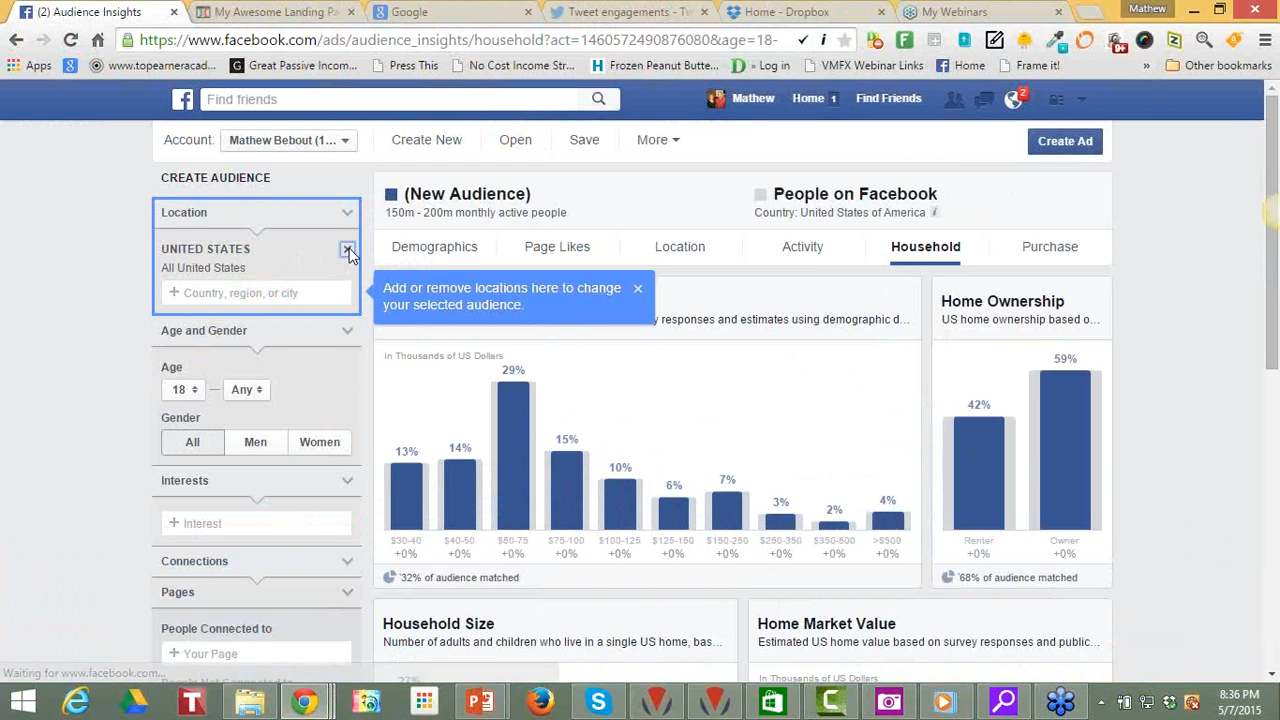 (2) Audience Insights
My Awesome Landing Pa
Google
Tweet engagements - Tw
Home - Dropbox
My Webinars
Mathew
https://www.facebook.com/ads/audience_insights/household?act=1460572490876080&age=18-
9+
Apps
www.topearneracad...
Great Passive Incom...
Press This
No Cost Income Str...
Frozen Peanut Butte...
» Log in
VMFX Webinar Links
Home
Frame it!
»
Other bookmarks
Find friends
Mathew
Home 1
Find Friends
2
Account:
Mathew Bebout (1...
Create New
Open
Save
More
Create Ad
CREATE AUDIENCE
Location
UNITED STATES
All United States
+ Country, region, or city
Add or remove locations here to change
your selected audience.
Age and Gender
Age
18 — Any
Gender
All
Men
Women
Interests
+ Interest
Connections
Pages
People Connected to
+ Your Page
(New Audience)
150m - 200m monthly active people
People on Facebook
Country: United States of America
Demographics
Page Likes
Location
Activity
Household
Purchase
y responses and estimates using demographic d...
In Thousands of US Dollars
13%
14%
29%
15%
10%
6%
7%
3%
2%
4%
$30-40
$40-50
$50-75
$75-100
$100-125
$125-150
$150-250
$250-350
$350-500
>$500
+0%
+0%
+0%
+0%
+0%
+0%
+0%
+0%
+0%
+0%
32% of audience matched
Home Ownership
US home ownership based o...
42%
59%
Renter
Owner
+0%
+0%
68% of audience matched
Household Size
Number of adults and children who live in a single US home, bas...
Home Market Value
Estimated US home value based on survey responses and public...
Waiting for www.facebook.com...
8:36 PM
5/7/2015